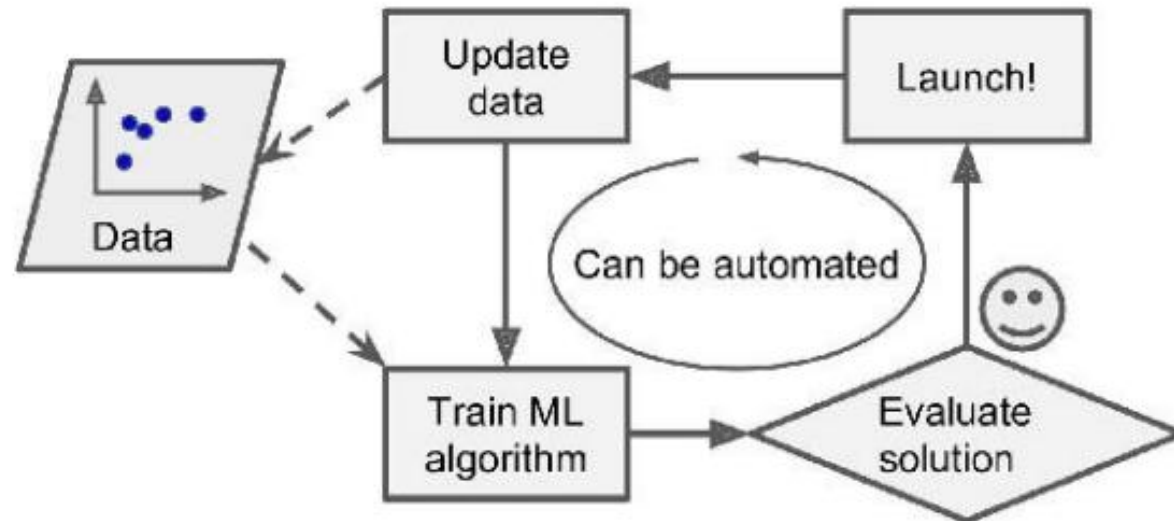 Update
data
Launch!
Data
Can be automated
Train ML
algorithm
Evaluate
solution